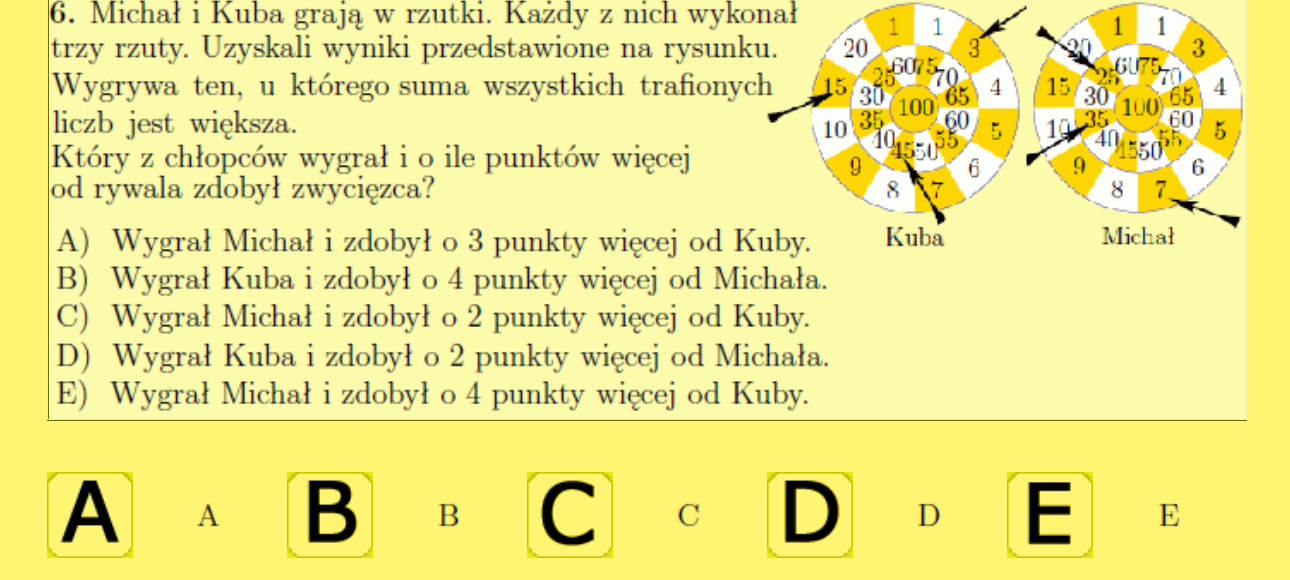 6. Michał i Kuba grają w rzutki. Każdy z nich wykonał
trzy rzuty. Uzyskali wyniki przedstawione na rysunku.
Wygrywa ten, u którego suma wszystkich trafionych
liczb jest większa.
Który z chłopców wygrał i o ile punktów więcej
od rywala zdobył zwycięzca?
1 1 3 4 5 6 7 8 9 10 15 20
25 60 75 70 65 60 55 50 45 40 35 30
100
Kuba
1 1 3 4 5 6 7 8 9 10 15 20
25 60 75 70 65 60 55 50 45 40 35 30
100
Michał
A) Wygrał Michał i zdobył o 3 punkty więcej od Kuby.
B) Wygrał Kuba i zdobył o 4 punkty więcej od Michała.
C) Wygrał Michał i zdobył o 2 punkty więcej od Kuby.
D) Wygrał Kuba i zdobył o 2 punkty więcej od Michała.
E) Wygrał Michał i zdobył o 4 punkty więcej od Kuby.
A A B B C C D D E E